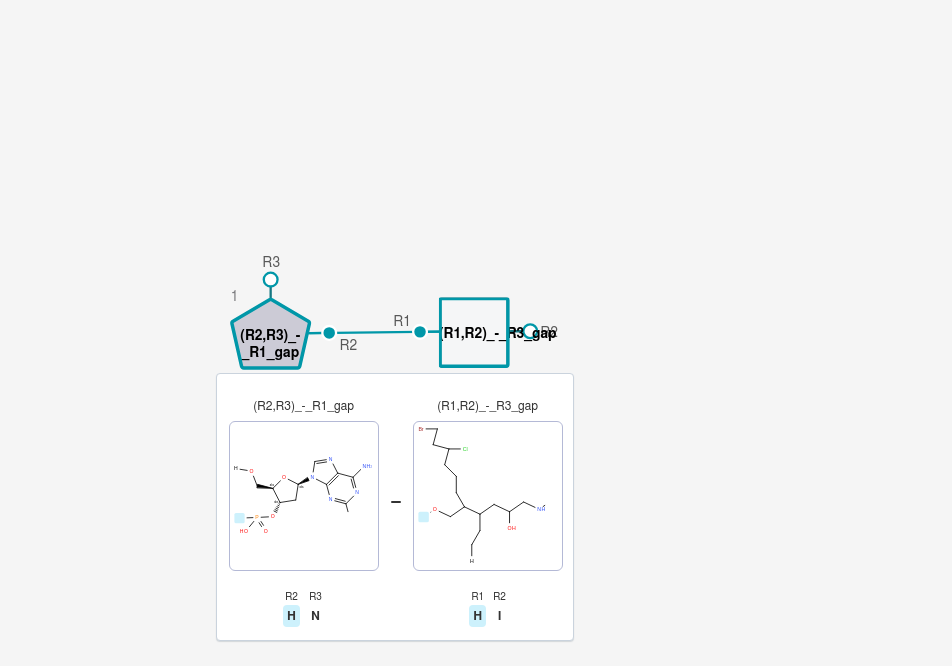 R3
1
(R2,R3)_-
_R1_gap
R2
R1
(R1,R2)_-_R3_gap
R2
(R2,R3)_-_R1_gap
(R1,R2)_-_R3_gap
H
O
O
N
N
NH₂
N
N
N
P
O
HO
O
–
Br
Cl
O
OH
NH
H
R2 R3
H N
R1 R2
H I